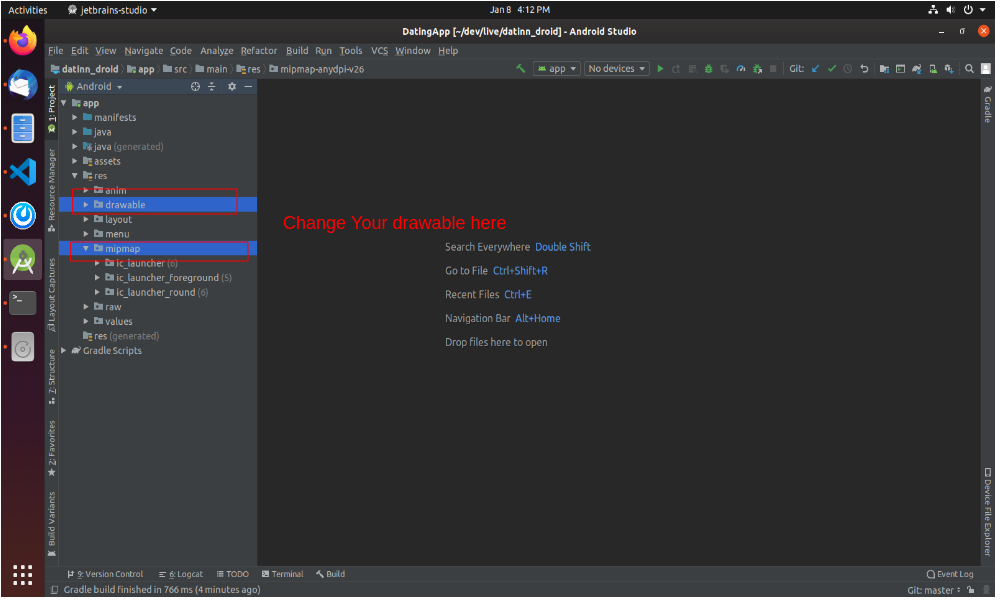 Activities jetbrains-studio Jan 8 4:12 PM
DatingApp [~/dev/live/datinn_droid] - Android Studio
File Edit View Navigate Code Analyze Refactor Build Run Tools VCS Window Help
datinn_droid app src main res mipmap-anydpi-v26 app No devices Git:
1: Project
Resource Manager
Layout Captures
7: Structure
2: Favorites
Build Variants
Android
app
manifests
java
java (generated)
assets
res
anim
drawable
layout
menu
mipmap
ic_launcher (6)
ic_launcher_foreground (5)
ic_launcher_round (6)
raw
values
res (generated)
Gradle Scripts
Change Your drawable here
Search Everywhere Double Shift
Go to File Ctrl+Shift+R
Recent Files Ctrl+E
Navigation Bar Alt+Home
Drop files here to open
Gradle
Device File Explorer
9: Version Control 6: Logcat TODO Terminal Build Event Log
Gradle build finished in 766 ms (4 minutes ago) Git: master